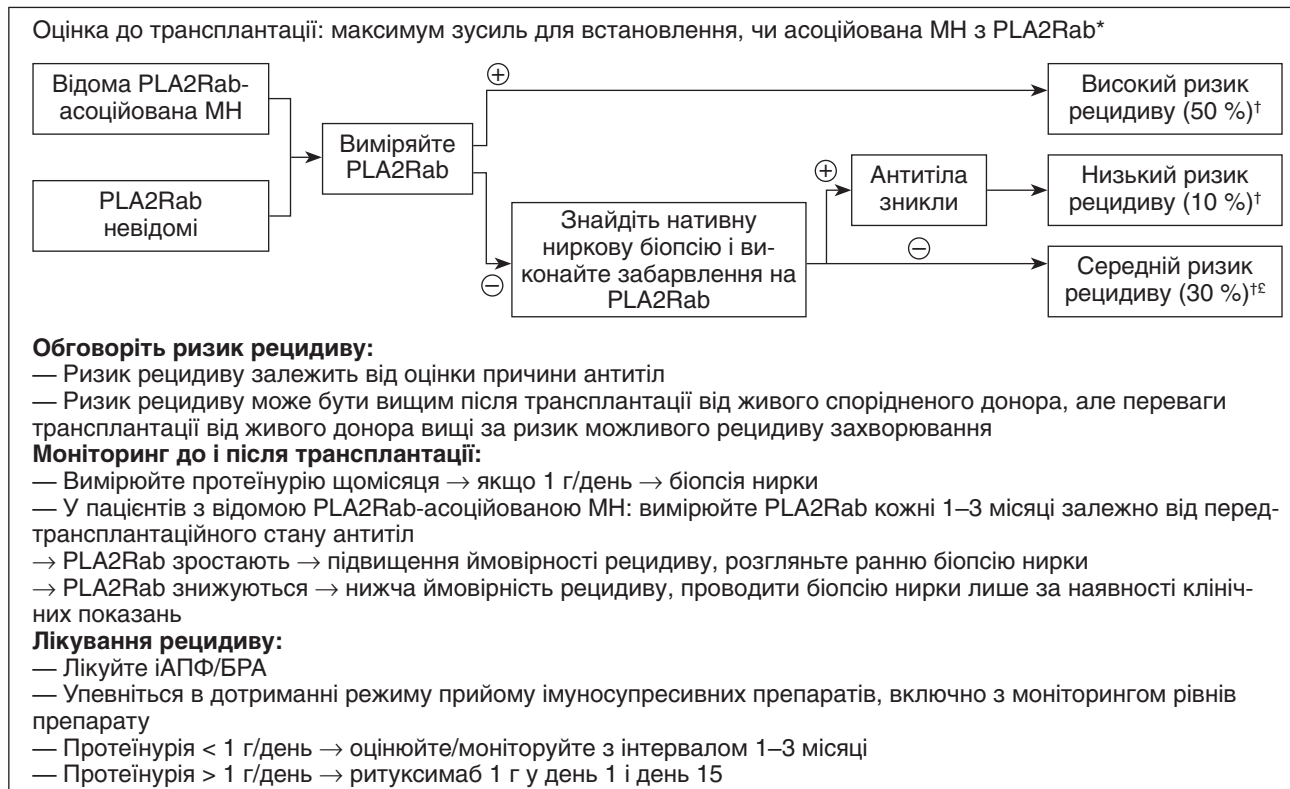 Оцінка до трансплантації: максимум зусиль для встановлення, чи асоційована МН з PLA2Rab*
Відома PLA2Rab-
асоційована МН
PLA2Rab
невідомі
Виміряйте
PLA2Rab
+
−
Знайдіть нативну
ниркову біопсію і ви-
конайте забарвлення на
PLA2Rab
+
−
Антитіла
зникли
Високий ризик
рецидиву (50 %)†
Низький ризик
рецидиву (10 %)†
Середній ризик
рецидиву (30 %)†£
Обговоріть ризик рецидиву:
— Ризик рецидиву залежить від оцінки причини антитіл
— Ризик рецидиву може бути вищим після трансплантації від живого спорідненого донора, але переваги
трансплантації від живого донора вищі за ризик можливого рецидиву захворювання
Моніторинг до і після трансплантації:
— Вимірюйте протеїнурію щомісяця → якщо 1 г/день → біопсія нирки
— У пацієнтів з відомою PLA2Rab-асоційованою МН: вимірюйте PLA2Rab кожні 1–3 місяці залежно від перед-
трансплантаційного стану антитіл
→ PLA2Rab зростають → підвищення ймовірності рецидиву, розгляньте ранню біопсію нирки
→ PLA2Rab знижуються → нижча ймовірність рецидиву, проводити біопсію нирки лише за наявності клініч-
них показань
Лікування рецидиву:
— Лікуйте іАПФ/БРА
— Упевніться в дотриманні режиму прийому імуносупресивних препаратів, включно з моніторингом рівнів
препарату
— Протеїнурія < 1 г/день → оцінюйте/моніторуйте з інтервалом 1–3 місяці
— Протеїнурія > 1 г/день → ритуксимаб 1 г у день 1 і день 15